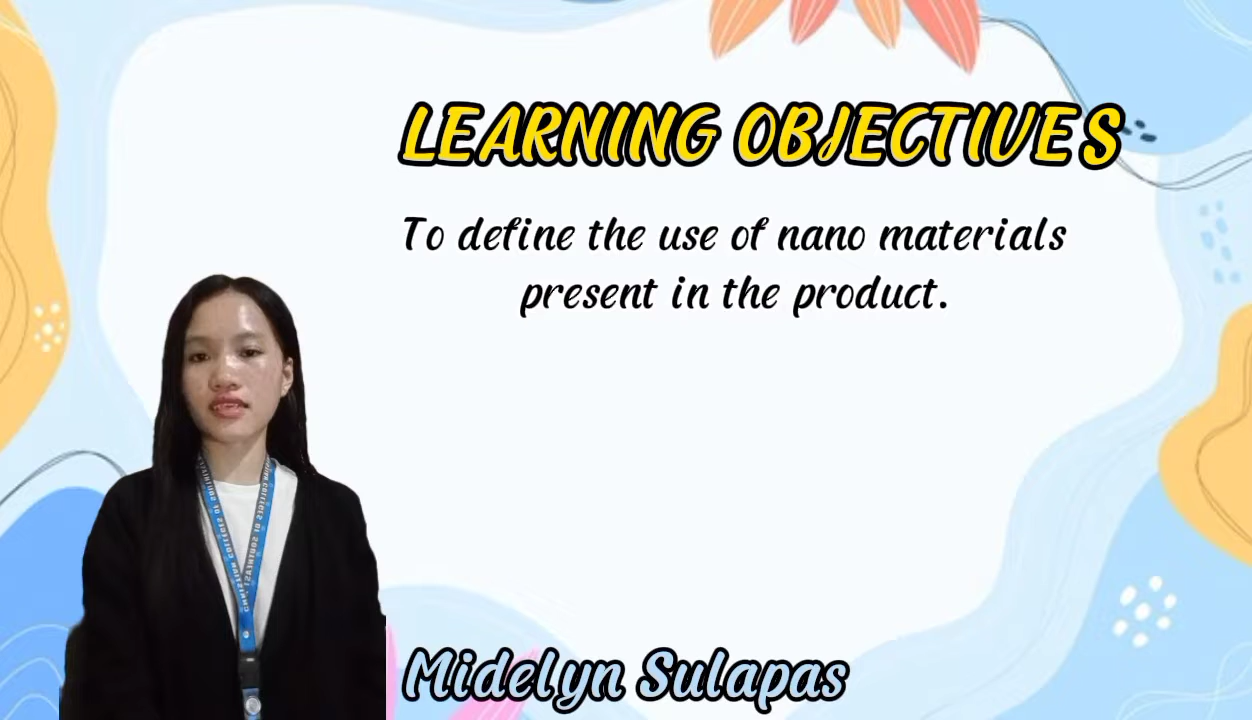 LEARNING OBJECTIVES
To define the use of nano materials
present in the product.
Midelyn Sulapas